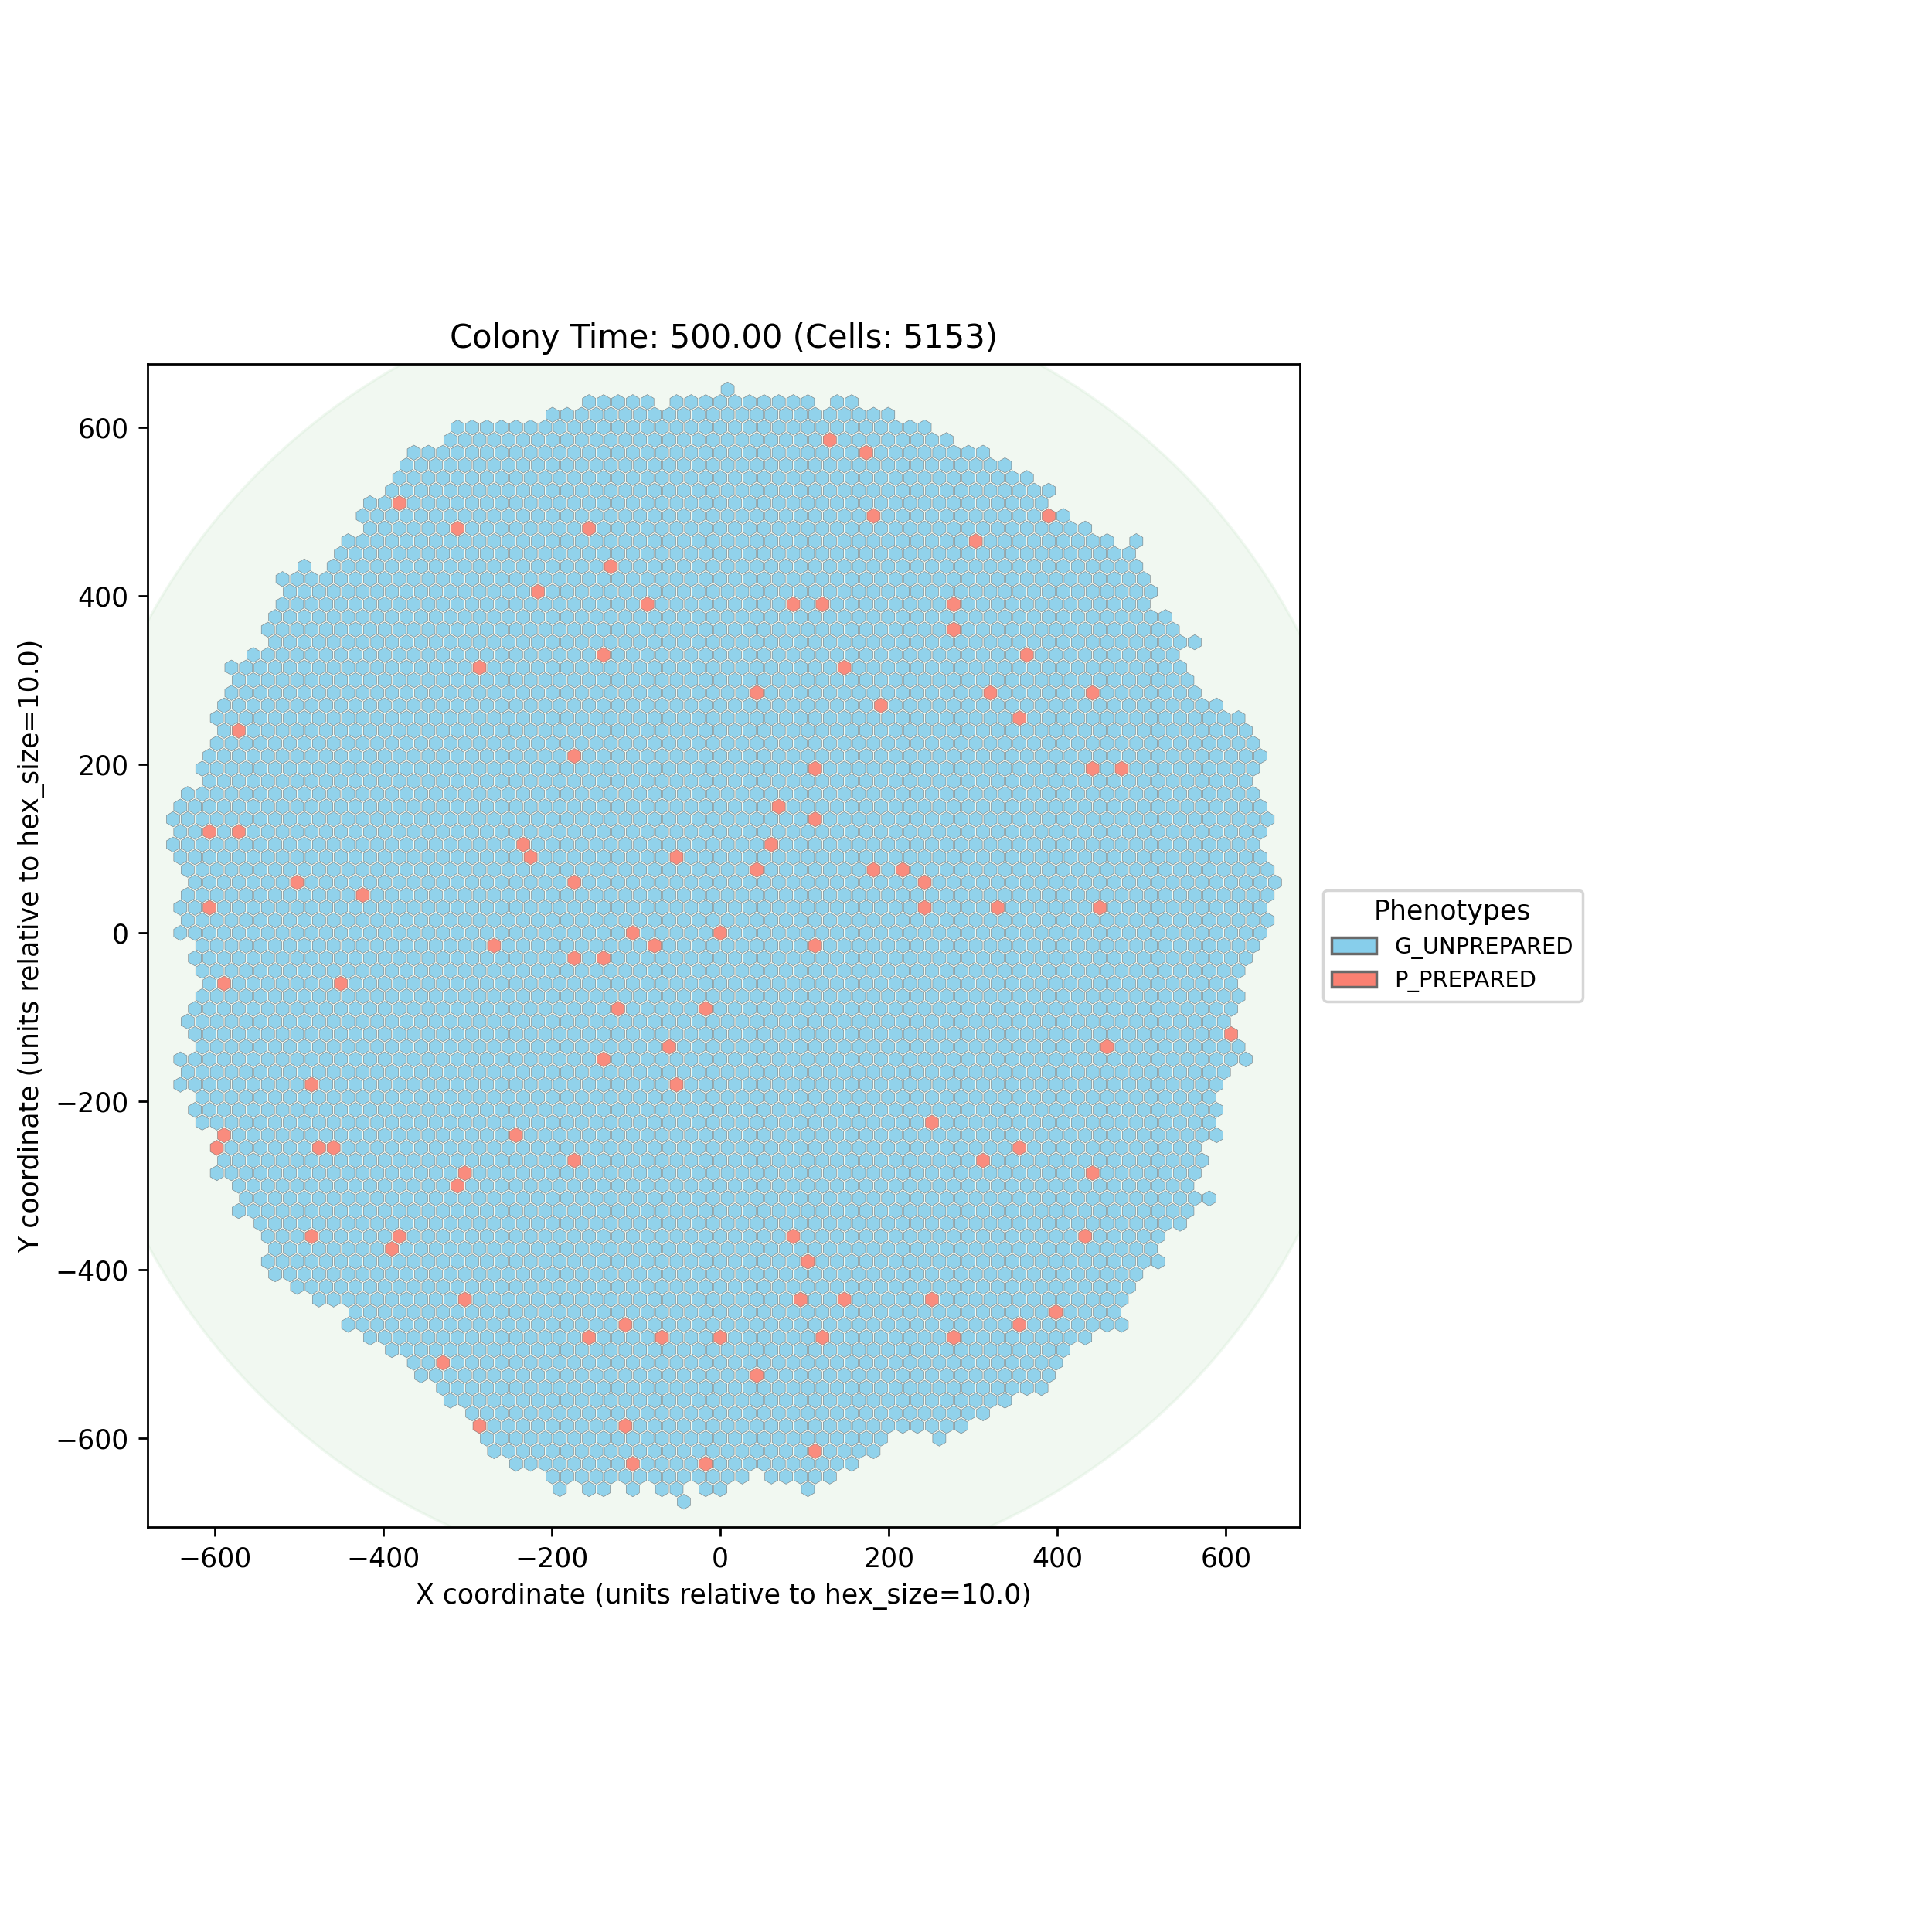 Colony Time: 500.00 (Cells: 5153)
600
400
200
0
−200
−400
−600
Y coordinate (units relative to hex_size=10.0)
−600 −400 −200 0 200 400 600
X coordinate (units relative to hex_size=10.0)
Phenotypes
G_UNPREPARED
P_PREPARED